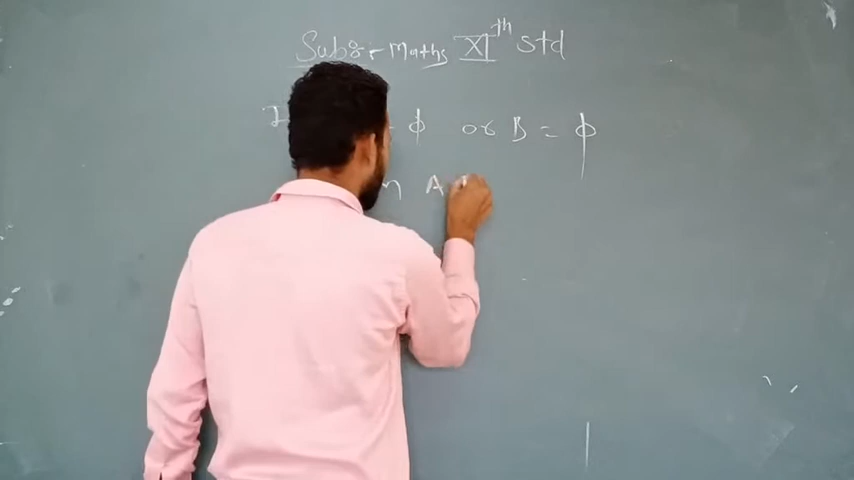 Sub:- Maths XIth std
= ϕ or B = ϕ
n A